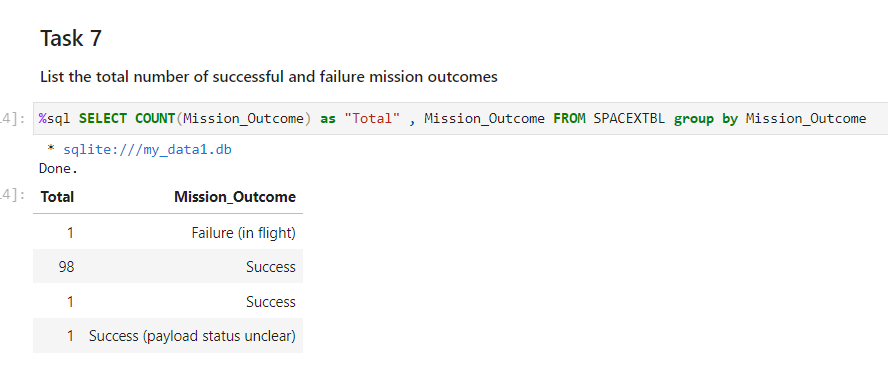 Task 7
List the total number of successful and failure mission outcomes
4]: %sql SELECT COUNT(Mission_Outcome) as "Total" , Mission_Outcome FROM SPACEXTBL group by Mission_Outcome
* sqlite:///my_data1.db
Done.
4]: Total Mission_Outcome
1 Failure (in flight)
98 Success
1 Success
1 Success (payload status unclear)